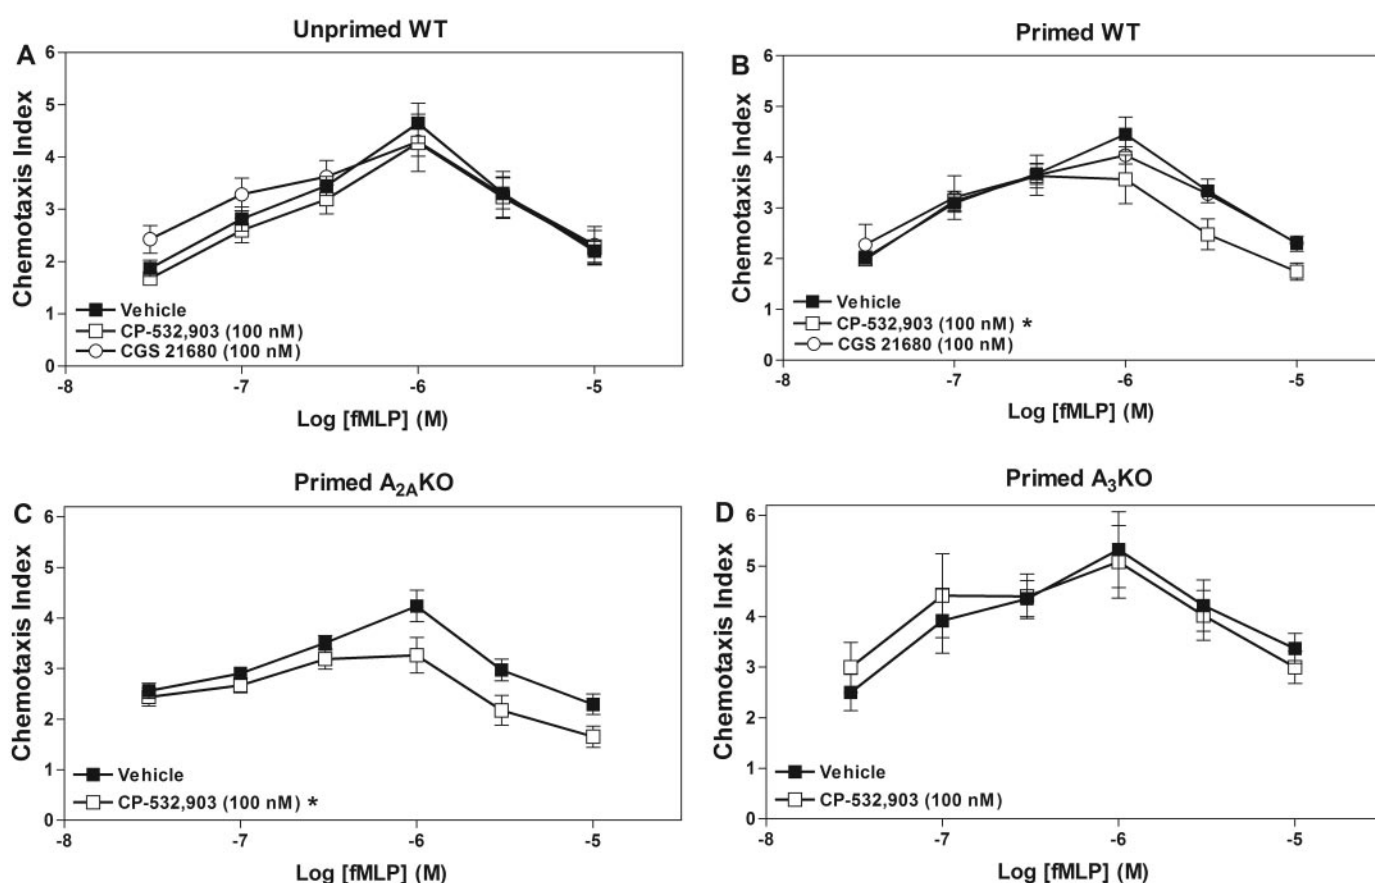 Unprimed WT
A
6
5
4
3
2
1
0
Chemotaxis Index
Vehicle
CP-532,903 (100 nM)
CGS 21680 (100 nM)
-8 -7 -6 -5
Log [fMLP] (M)
Primed WT
B
6
5
4
3
2
1
0
Chemotaxis Index
Vehicle
CP-532,903 (100 nM) *
CGS 21680 (100 nM)
-8 -7 -6 -5
Log [fMLP] (M)
Primed A2AKO
C
6
5
4
3
2
1
0
Chemotaxis Index
Vehicle
CP-532,903 (100 nM) *
-8 -7 -6 -5
Log [fMLP] (M)
Primed A3KO
D
6
5
4
3
2
1
0
Chemotaxis Index
Vehicle
CP-532,903 (100 nM)
-8 -7 -6 -5
Log [fMLP] (M)